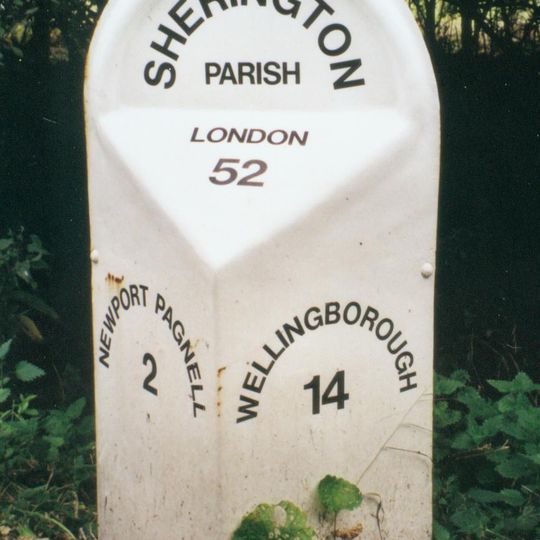 SHERINGTON
PARISH
LONDON
52
NEWPORT PAGNELL
2
WELLINGBOROUGH
14